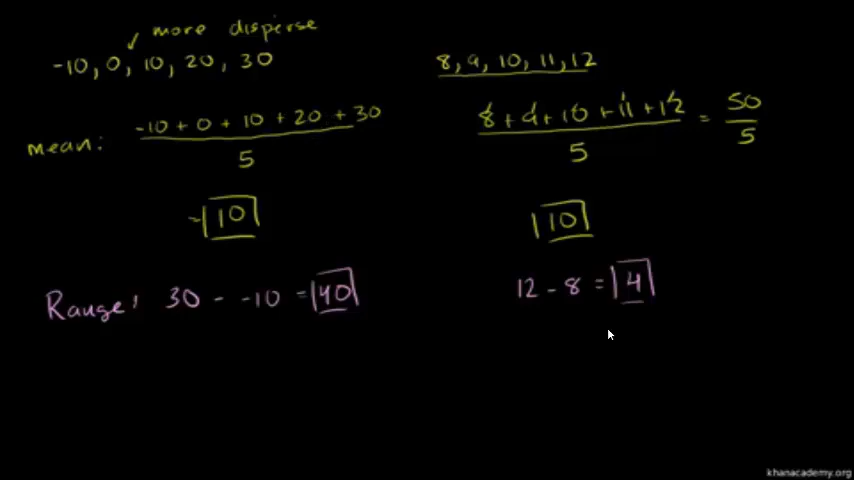 more disperse
-10, 0, 10, 20, 30
8, 9, 10, 11, 12
mean: -10 + 0 + 10 + 20 + 30 / 5
8 + 9 + 10 + 11 + 12 / 5 = 50 / 5
= 10
10
Range: 30 - -10 = 40
12 - 8 = 4
khanacademy.org